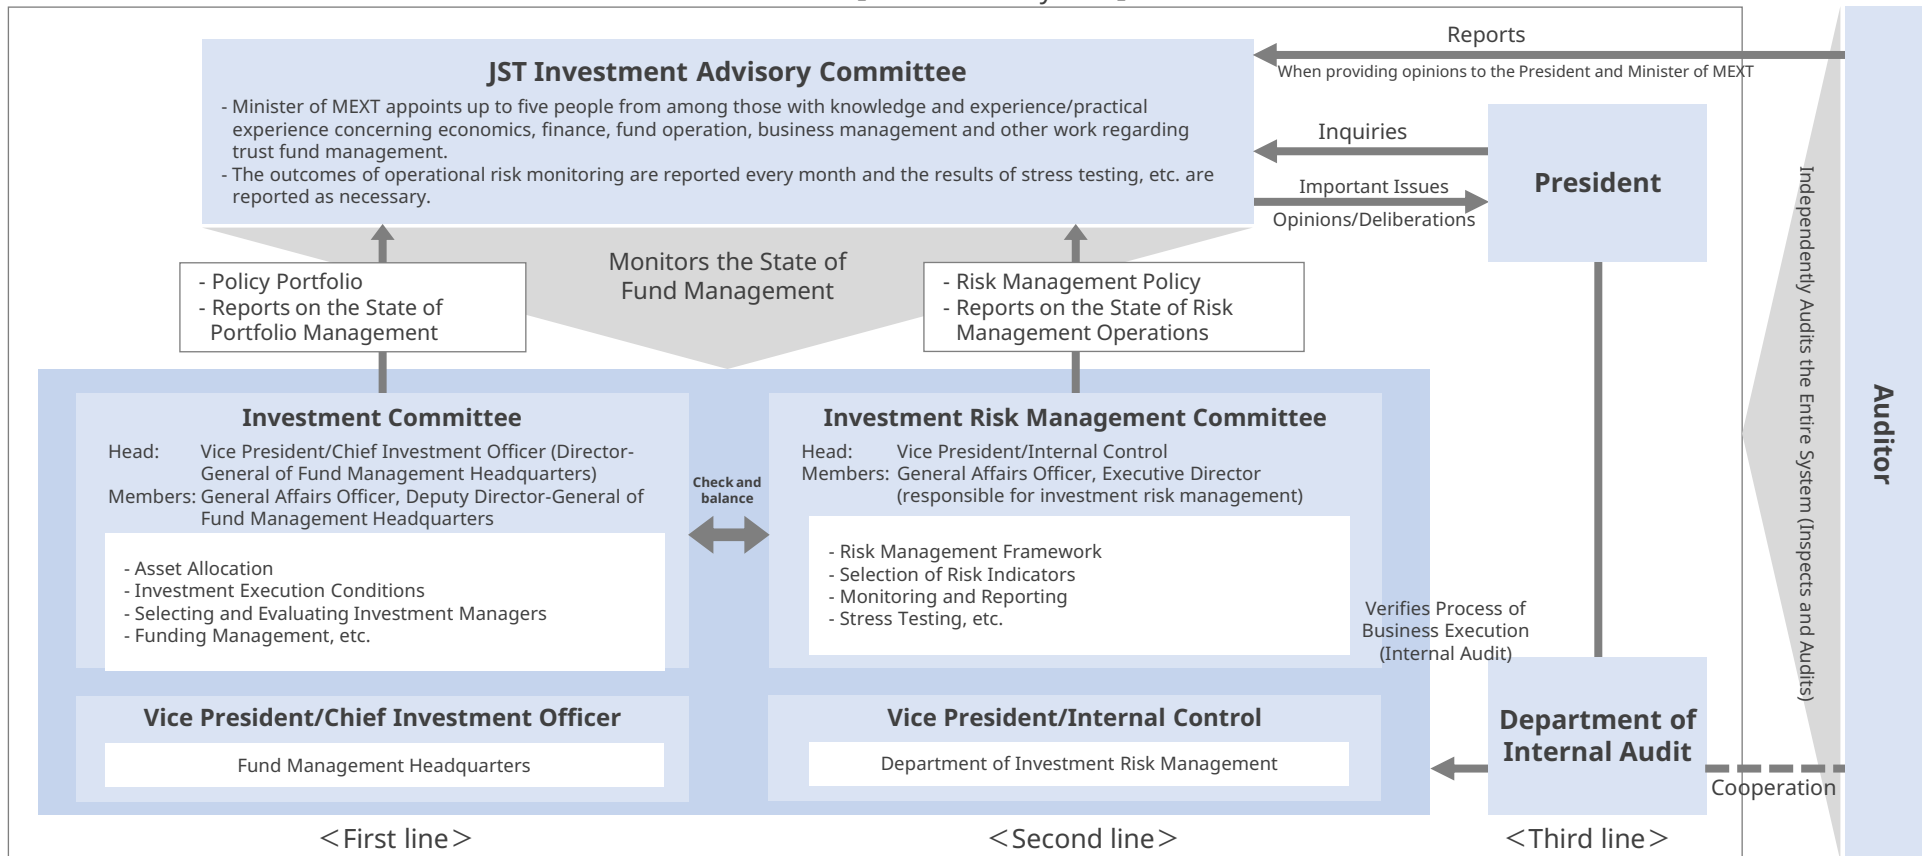 JST Investment Advisory Committee
- Minister of MEXT appoints up to five people from among those with knowledge and experience/practical
experience concerning economics, finance, fund operation, business management and other work regarding
trust fund management.
- The outcomes of operational risk monitoring are reported every month and the results of stress testing, etc. are
reported as necessary.
Reports
When providing opinions to the President and Minister of MEXT
Inquiries
Important Issues
Opinions/Deliberations
President
Monitors the State of
Fund Management
- Policy Portfolio
- Reports on the State of
Portfolio Management
- Risk Management Policy
- Reports on the State of Risk
Management Operations
Investment Committee
Head: Vice President/Chief Investment Officer (Director-
General of Fund Management Headquarters)
Members: General Affairs Officer, Deputy Director-General of
Fund Management Headquarters
- Asset Allocation
- Investment Execution Conditions
- Selecting and Evaluating Investment Managers
- Funding Management, etc.
Check and
balance
Investment Risk Management Committee
Head: Vice President/Internal Control
Members: General Affairs Officer, Executive Director
(responsible for investment risk management)
- Risk Management Framework
- Selection of Risk Indicators
- Monitoring and Reporting
- Stress Testing, etc.
Verifies Process of
Business Execution
(Internal Audit)
Vice President/Chief Investment Officer
Fund Management Headquarters
Vice President/Internal Control
Department of Investment Risk Management
Department of
Internal Audit
Cooperation
Independently Audits the Entire System (Inspects and Audits)
Auditor
<First line>
<Second line>
<Third line>